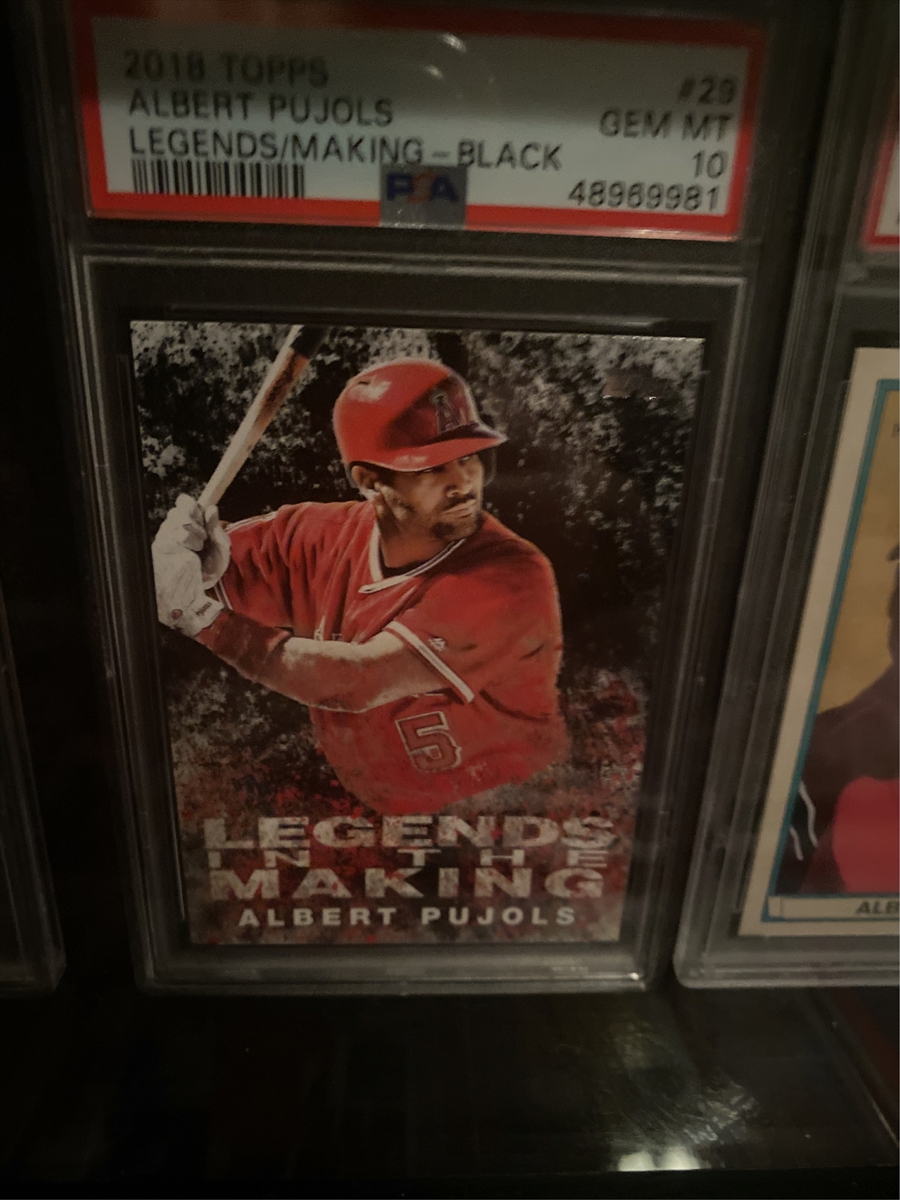 2018 TOPPS
#29
ALBERT PUJOLS
GEM MT
LEGENDS/MAKING - BLACK
10
PSA
48969981
A
5
LEGENDS
IN THE
MAKING
ALBERT PUJOLS
ALB